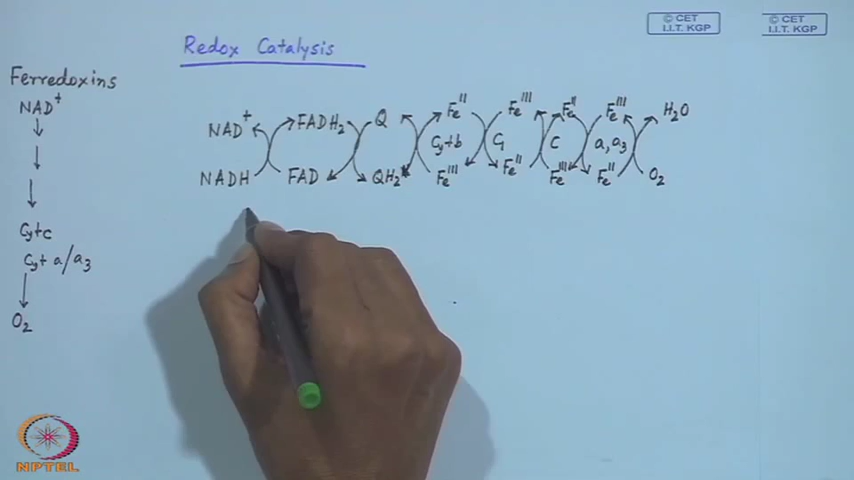 © CET
I.I.T. KGP
© CET
I.I.T. KGP
Redox Catalysis
Ferredoxins
NAD+
Cytc
Cyt a/a3
O2
NAD+ FADH2 Q FeII FeIII FeII FeIII H2O
Cytb C1 C a, a3
NADH FAD QH2 FeIII FeII FeIII FeII O2
NPTEL